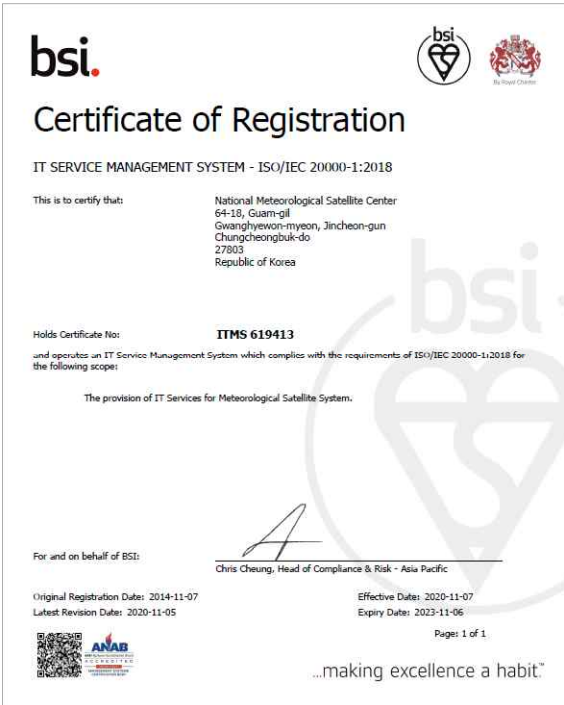 bsi.
bsi
By Royal Charter
Certificate of Registration
IT SERVICE MANAGEMENT SYSTEM - ISO/IEC 20000-1:2018
This is to certify that:
National Meteorological Satellite Center
64-18, Guam-gil
Gwanghyewon-myeon, Jincheon-gun
Chungcheongbuk-do
27803
Republic of Korea
bsi.
Holds Certificate No:
ITMS 619413
and operates an IT Service Management System which complies with the requirements of ISO/IEC 20000-1:2018 for
the following scope:
The provision of IT Services for Meteorological Satellite System.
For and on behalf of BSI:
Chris Cheung, Head of Compliance & Risk - Asia Pacific
Original Registration Date: 2014-11-07
Effective Date: 2020-11-07
Latest Revision Date: 2020-11-05
Expiry Date: 2023-11-06
Page: 1 of 1
ANAB
ACCREDITED
...making excellence a habit.™